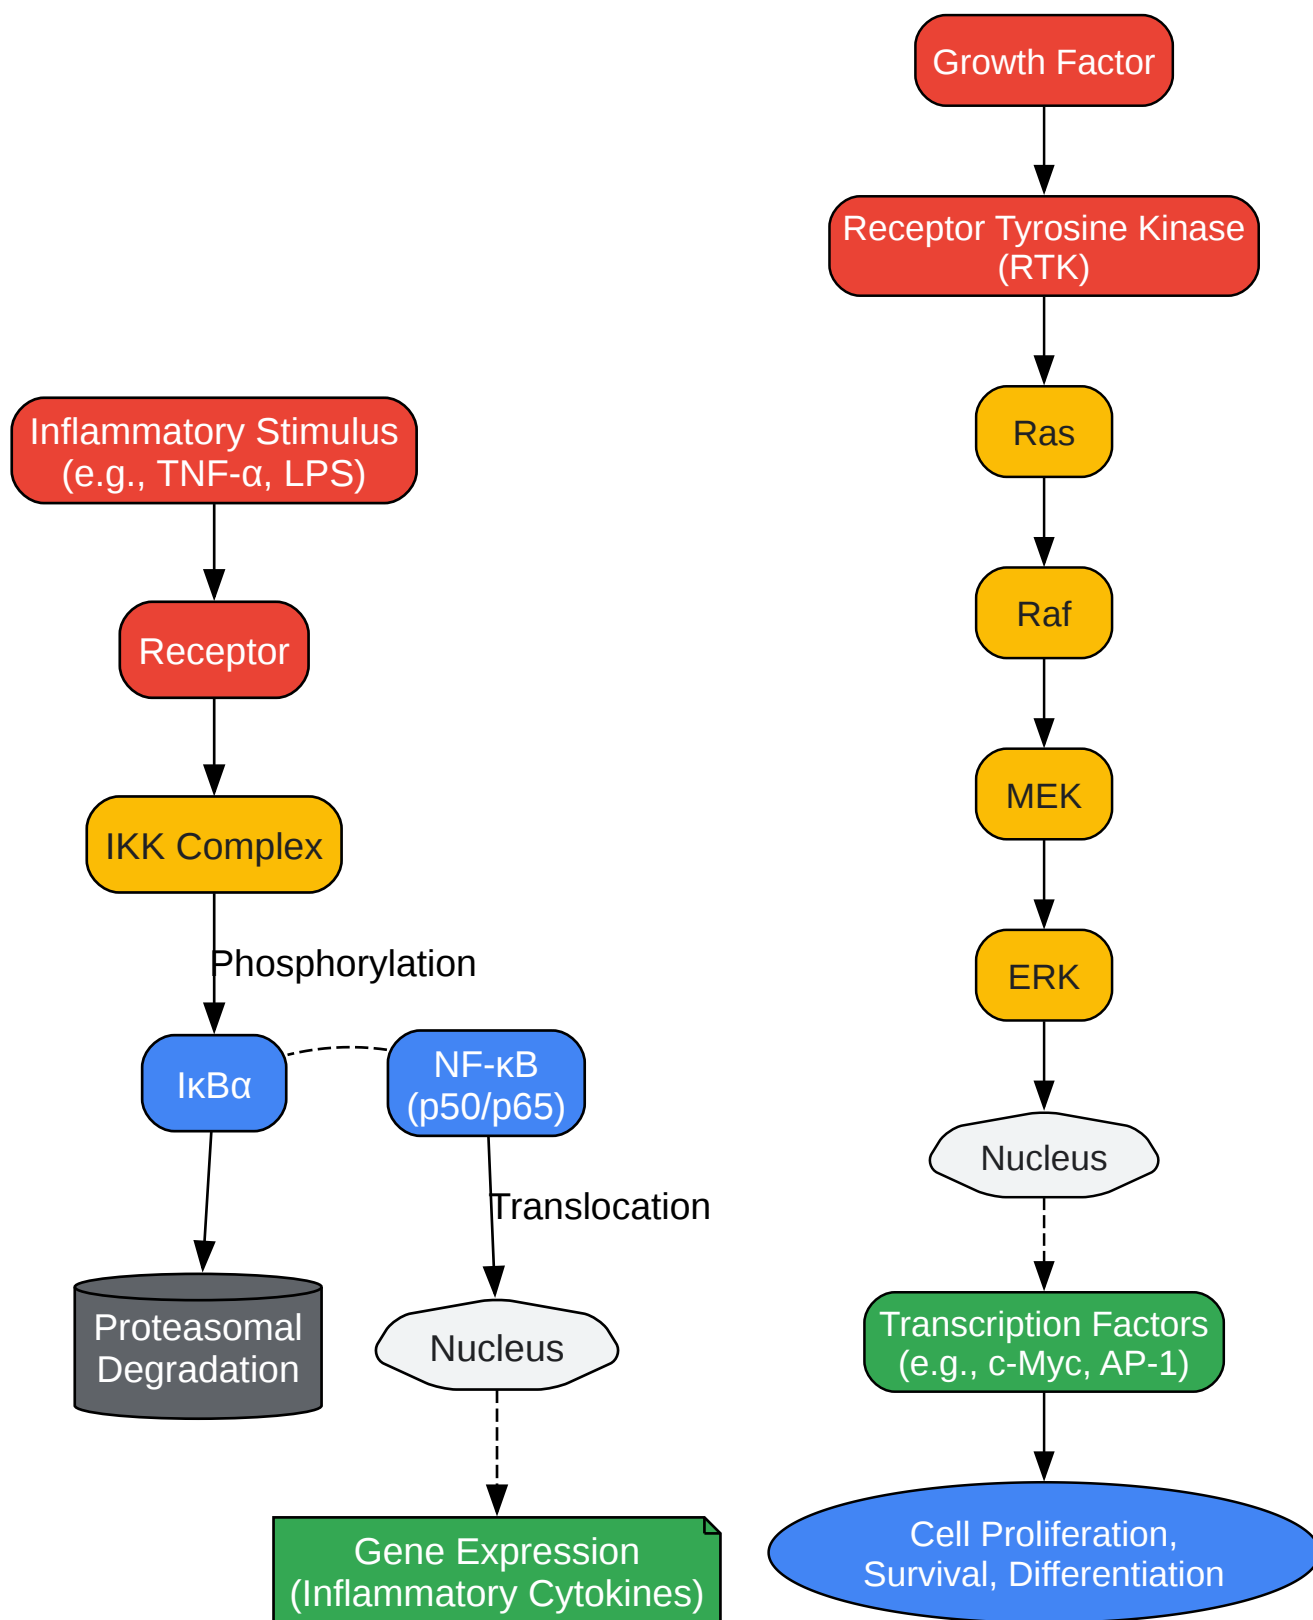 Inflammatory Stimulus
(e.g., TNF-α, LPS)
Receptor
IKK Complex
Phosphorylation
IκBα
NF-κB
(p50/p65)
Translocation
Proteasomal
Degradation
Nucleus
Gene Expression
(Inflammatory Cytokines)
Growth Factor
Receptor Tyrosine Kinase
(RTK)
Ras
Raf
MEK
ERK
Nucleus
Transcription Factors
(e.g., c-Myc, AP-1)
Cell Proliferation,
Survival, Differentiation